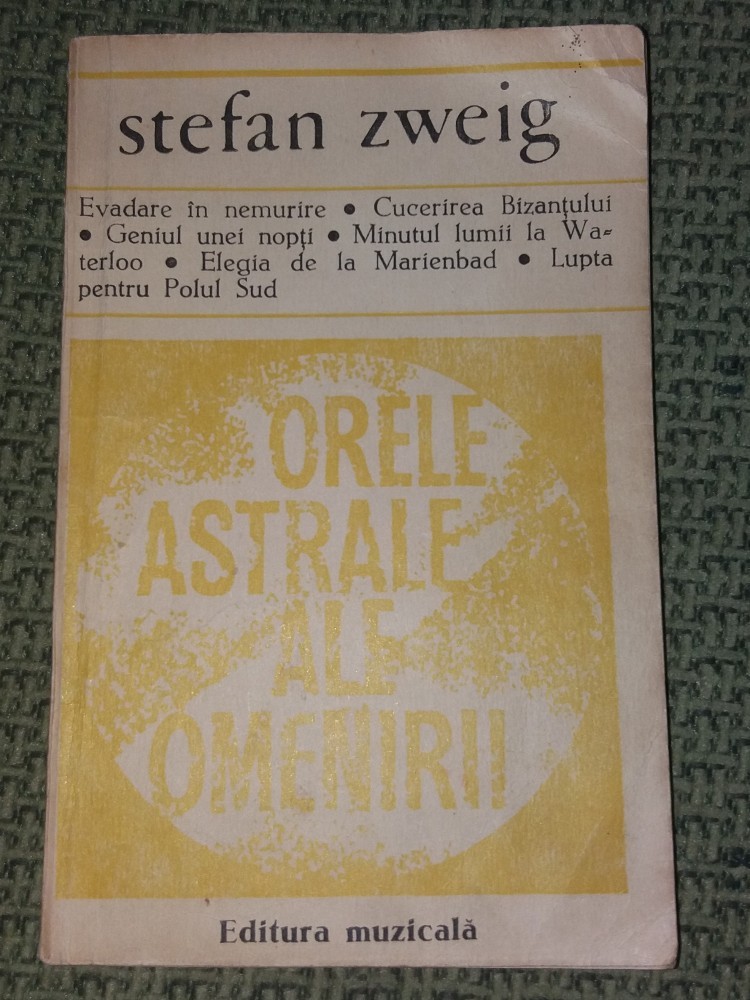 stefan zweig
Evadare în nemurire • Cucerirea Bizanțului
• Geniul unei nopți • Minutul lumii la Wa-
terloo • Elegia de la Marienbad • Lupta
pentru Polul Sud
ORELE
ASTRALE
ALE
OMENIRII
Editura muzicală